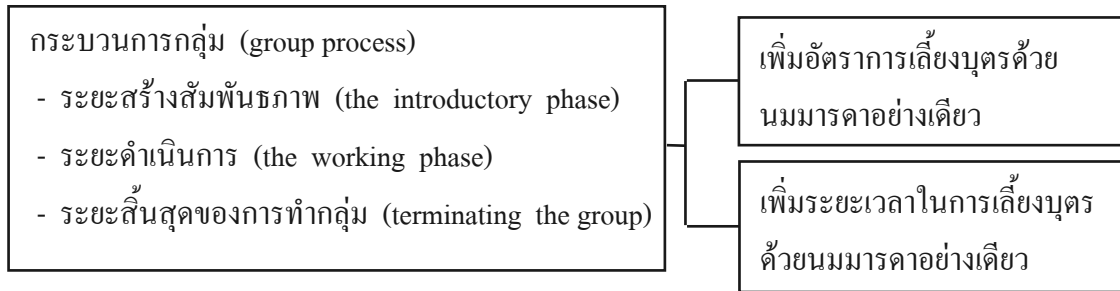 กระบวนการกลุ่ม (group process)
- ระยะสร้างสัมพันธภาพ (the introductory phase)
- ระยะดำเนินการ (the working phase)
- ระยะสิ้นสุดของการทำกลุ่ม (terminating the group)
เพิ่มอัตราการเลี้ยงบุตรด้วย
นมมารดาอย่างเดียว
เพิ่มระยะเวลาในการเลี้ยงบุตร
ด้วยนมมารดาอย่างเดียว